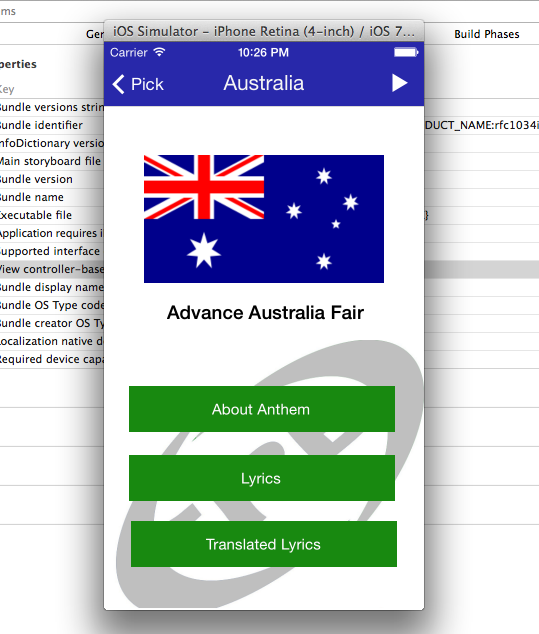 ms
iOS Simulator – iPhone Retina (4-inch) / iOS 7...
Ger
Build Phases
Carrier
10:26 PM
Pick
Australia
perties
Key
Bundle versions strin
Bundle identifier
DUCT_NAME:rfc1034i
nfoDictionary versio
Main storyboard file
Bundle version
Bundle name
Executable file
}
Application requires i
Supported interface
View controller-base
Bundle display name
Bundle OS Type code
Bundle creator OS Ty
Localization native d
Required device capa
Advance Australia Fair
About Anthem
Lyrics
Translated Lyrics